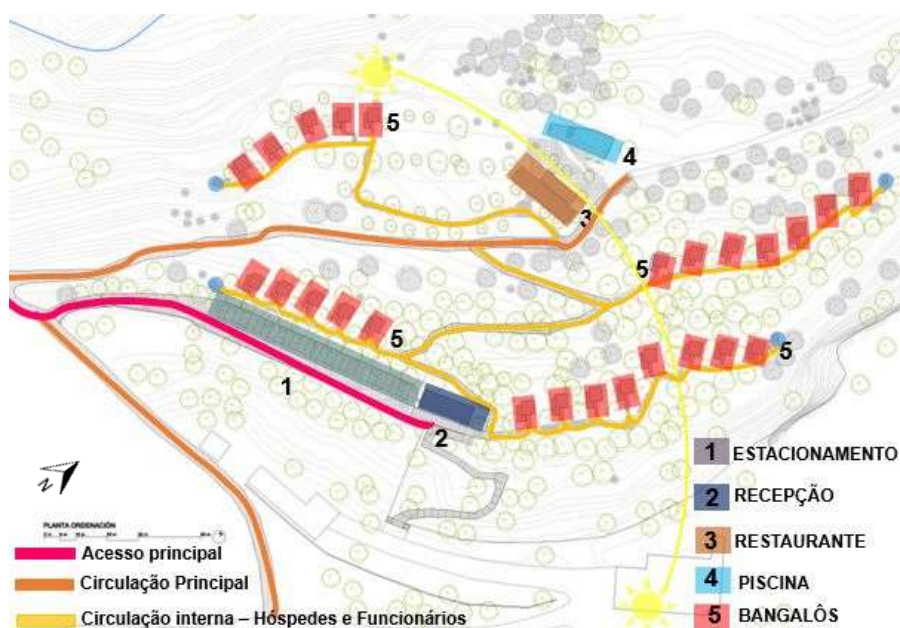 5
4
3
5
5
5
1
2
N
PLANTA ORDENACIÓN
1 ESTACIONAMENTO
2 RECEPÇÃO
3 RESTAURANTE
4 PISCINA
5 BANGALÔS
Acesso principal
Circulação Principal
Circulação interna – Hóspedes e Funcionários